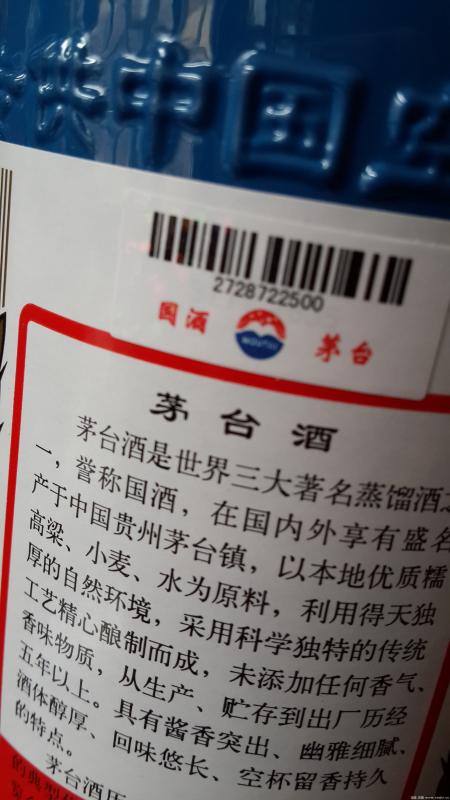 中国空
2728722500
国酒 茅台
茅台酒
茅台酒是世界三大著名蒸馏酒之
一，誉称国酒，在国内外享有盛名
产于中国贵州茅台镇，以本地优质糯
高粱、小麦、水为原料，利用得天独
厚的自然环境，采用科学独特的传统
工艺精心酿制而成，未添加任何香气、
香味物质，从生产、贮存到出厂历经
五年以上。具有酱香突出、幽雅细腻、
酒体醇厚、回味悠长、空杯留香持久
的特点。
茅台酒历
的典型